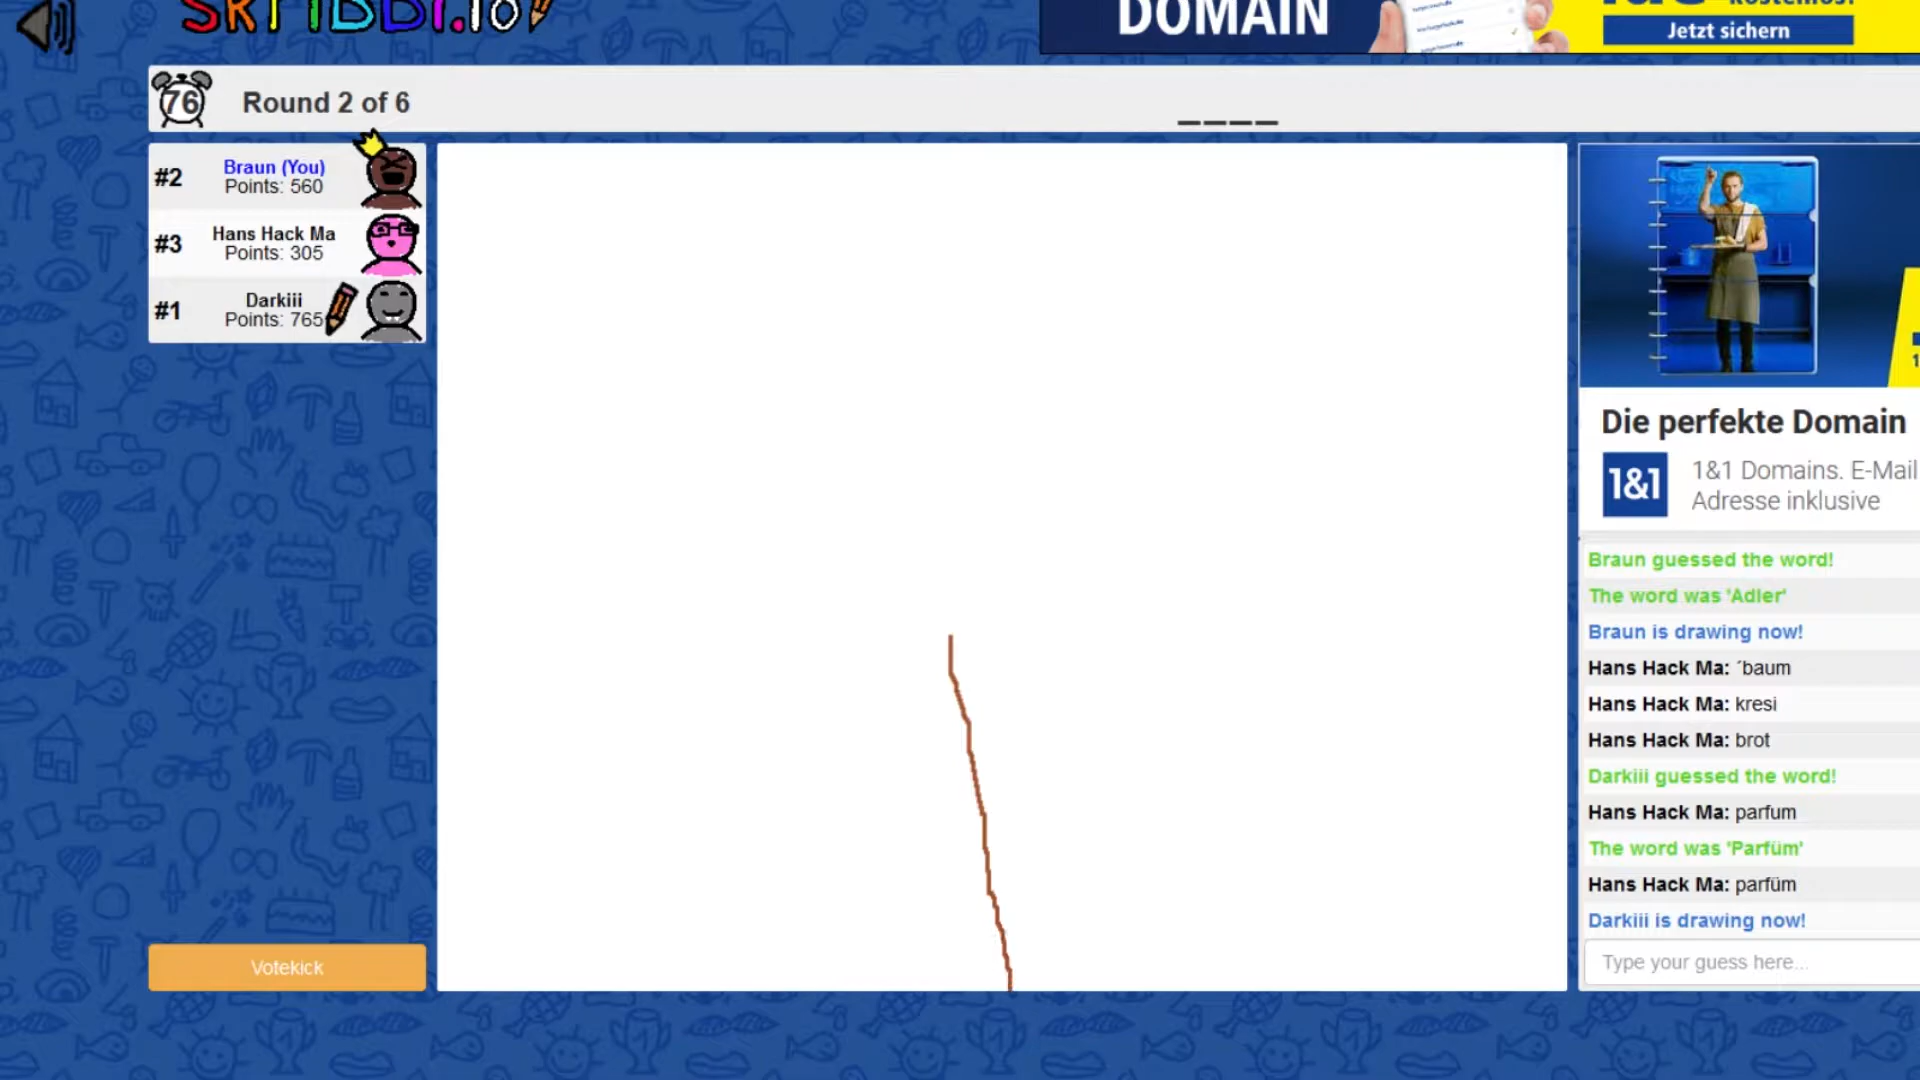 skribbl.io
DOMAIN
kostenlos!
Jetzt sichern
76
Round 2 of 6
____
#2
Braun (You)
Points: 560
#3
Hans Hack Ma
Points: 305
#1
Darkiii
Points: 765
Die perfekte Domain
1&1
1&1 Domains. E-Mail
Adresse inklusive
Braun guessed the word!
The word was 'Adler'
Braun is drawing now!
Hans Hack Ma: ´baum
Hans Hack Ma: kresi
Hans Hack Ma: brot
Darkiii guessed the word!
Hans Hack Ma: parfum
The word was 'Parfüm'
Hans Hack Ma: parfüm
Darkiii is drawing now!
Type your guess here...
Votekick